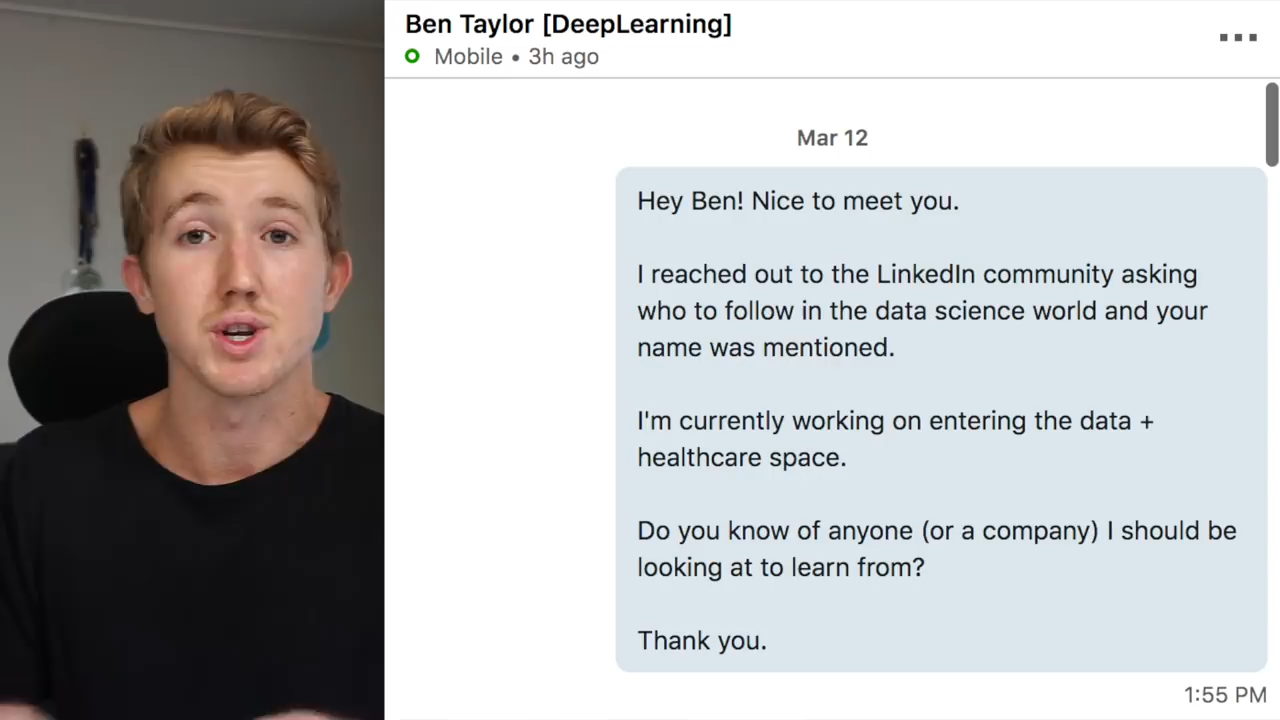 Ben Taylor [DeepLearning]
Mobile • 3h ago
Mar 12
Hey Ben! Nice to meet you.
I reached out to the LinkedIn community asking
who to follow in the data science world and your
name was mentioned.
I'm currently working on entering the data +
healthcare space.
Do you know of anyone (or a company) I should be
looking at to learn from?
Thank you.
1:55 PM